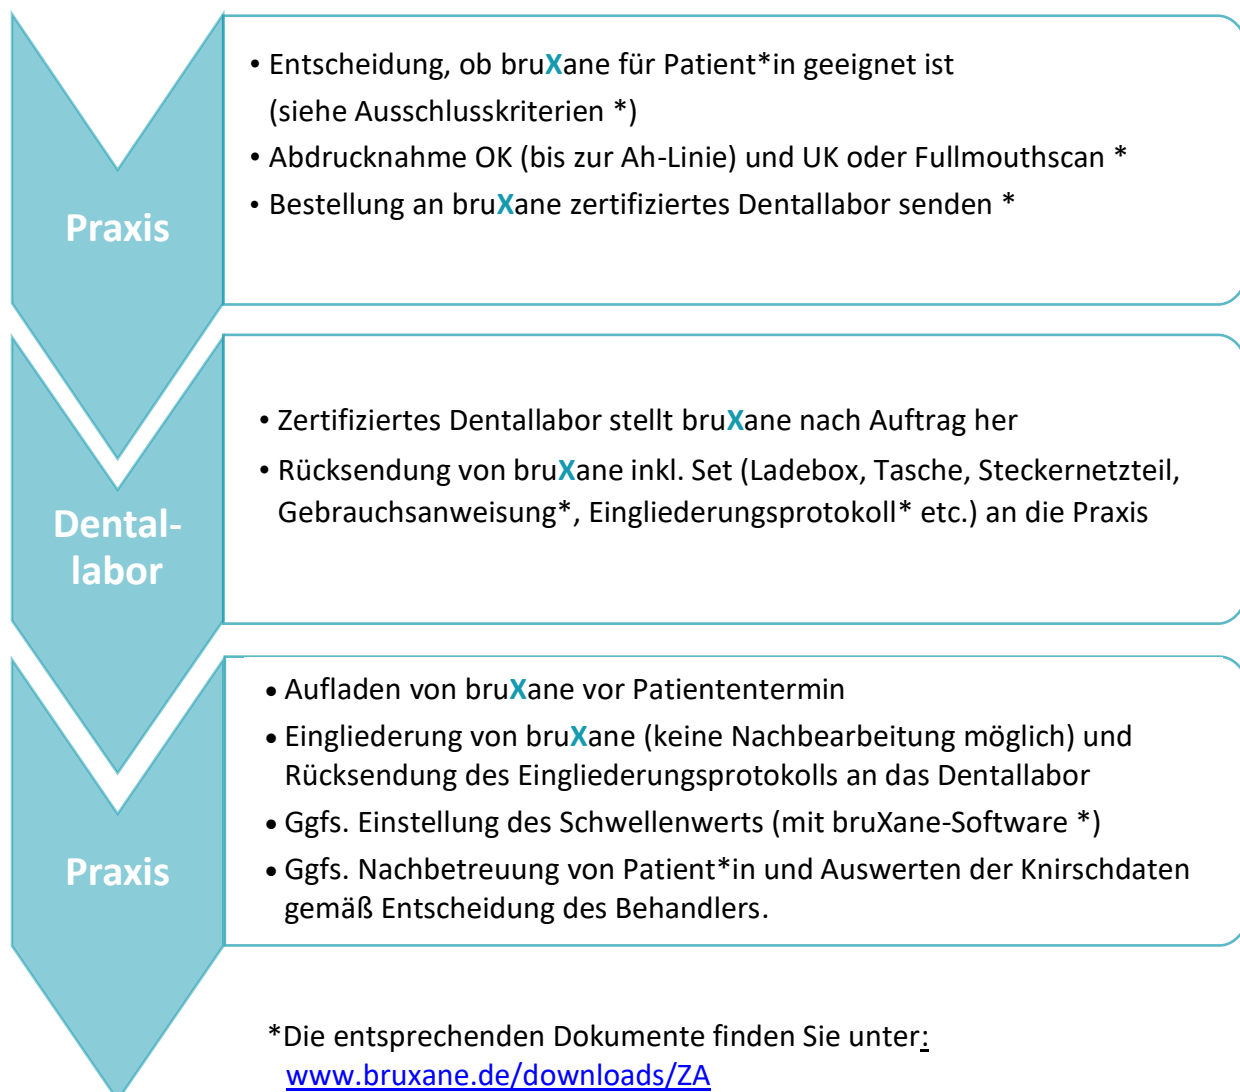 Praxis
• Entscheidung, ob bruXane für Patient*in geeignet ist
(siehe Ausschlusskriterien *)
• Abdrucknahme OK (bis zur Ah-Linie) und UK oder Fullmouthscan *
• Bestellung an bruXane zertifiziertes Dentallabor senden *
Dental-
labor
• Zertifiziertes Dentallabor stellt bruXane nach Auftrag her
• Rücksendung von bruXane inkl. Set (Ladebox, Tasche, Steckernetzteil,
Gebrauchsanweisung*, Eingliederungsprotokoll* etc.) an die Praxis
Praxis
• Aufladen von bruXane vor Patiententermin
• Eingliederung von bruXane (keine Nachbearbeitung möglich) und
Rücksendung des Eingliederungsprotokolls an das Dentallabor
• Ggfs. Einstellung des Schwellenwerts (mit bruXane-Software *)
• Ggfs. Nachbetreuung von Patient*in und Auswerten der Knirschdaten
gemäß Entscheidung des Behandlers.
*Die entsprechenden Dokumente finden Sie unter:
www.bruxane.de/downloads/ZA